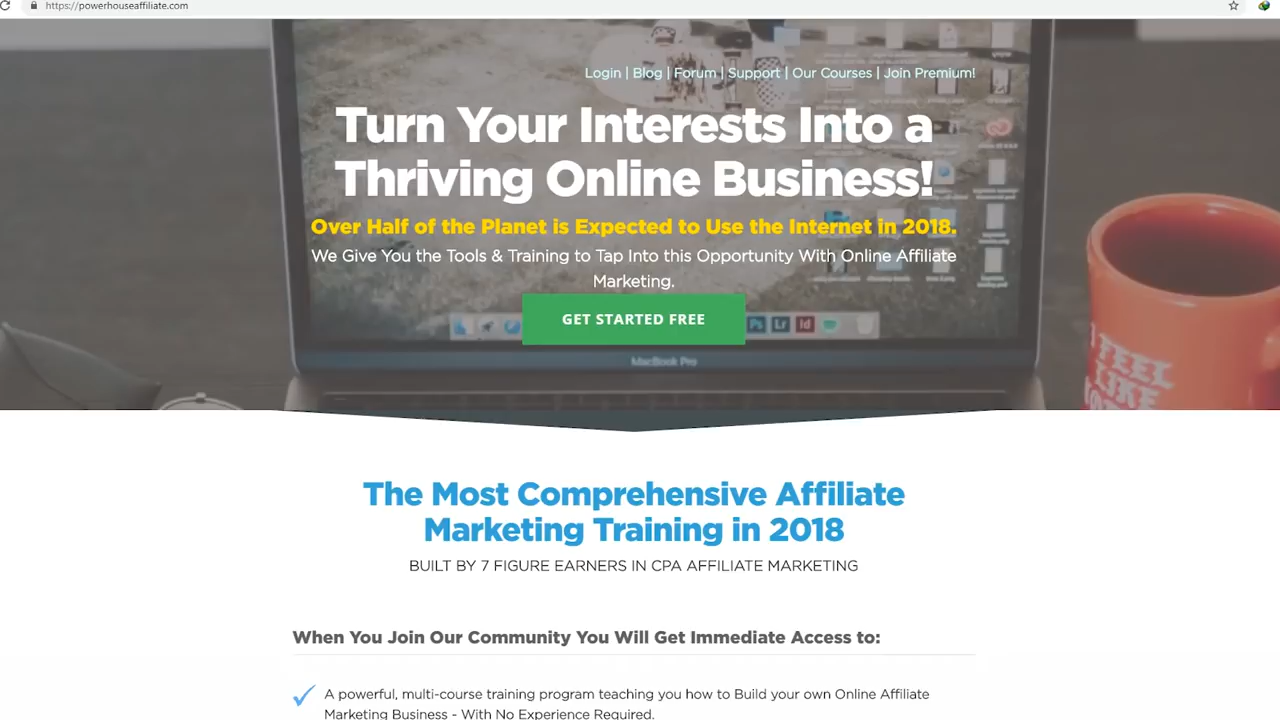 https://powerhouseaffiliate.com
Login | Blog | Forum | Support | Our Courses | Join Premium!
Turn Your Interests Into a
Thriving Online Business!
Over Half of the Planet is Expected to Use the Internet in 2018.
We Give You the Tools & Training to Tap Into this Opportunity With Online Affiliate
Marketing.
GET STARTED FREE
Ps Lr Id
MacBook Pro
I FEEL
LIKE
The Most Comprehensive Affiliate
Marketing Training in 2018
BUILT BY 7 FIGURE EARNERS IN CPA AFFILIATE MARKETING
When You Join Our Community You Will Get Immediate Access to:
A powerful, multi-course training program teaching you how to Build your own Online Affiliate
Marketing Business - With No Experience Required.